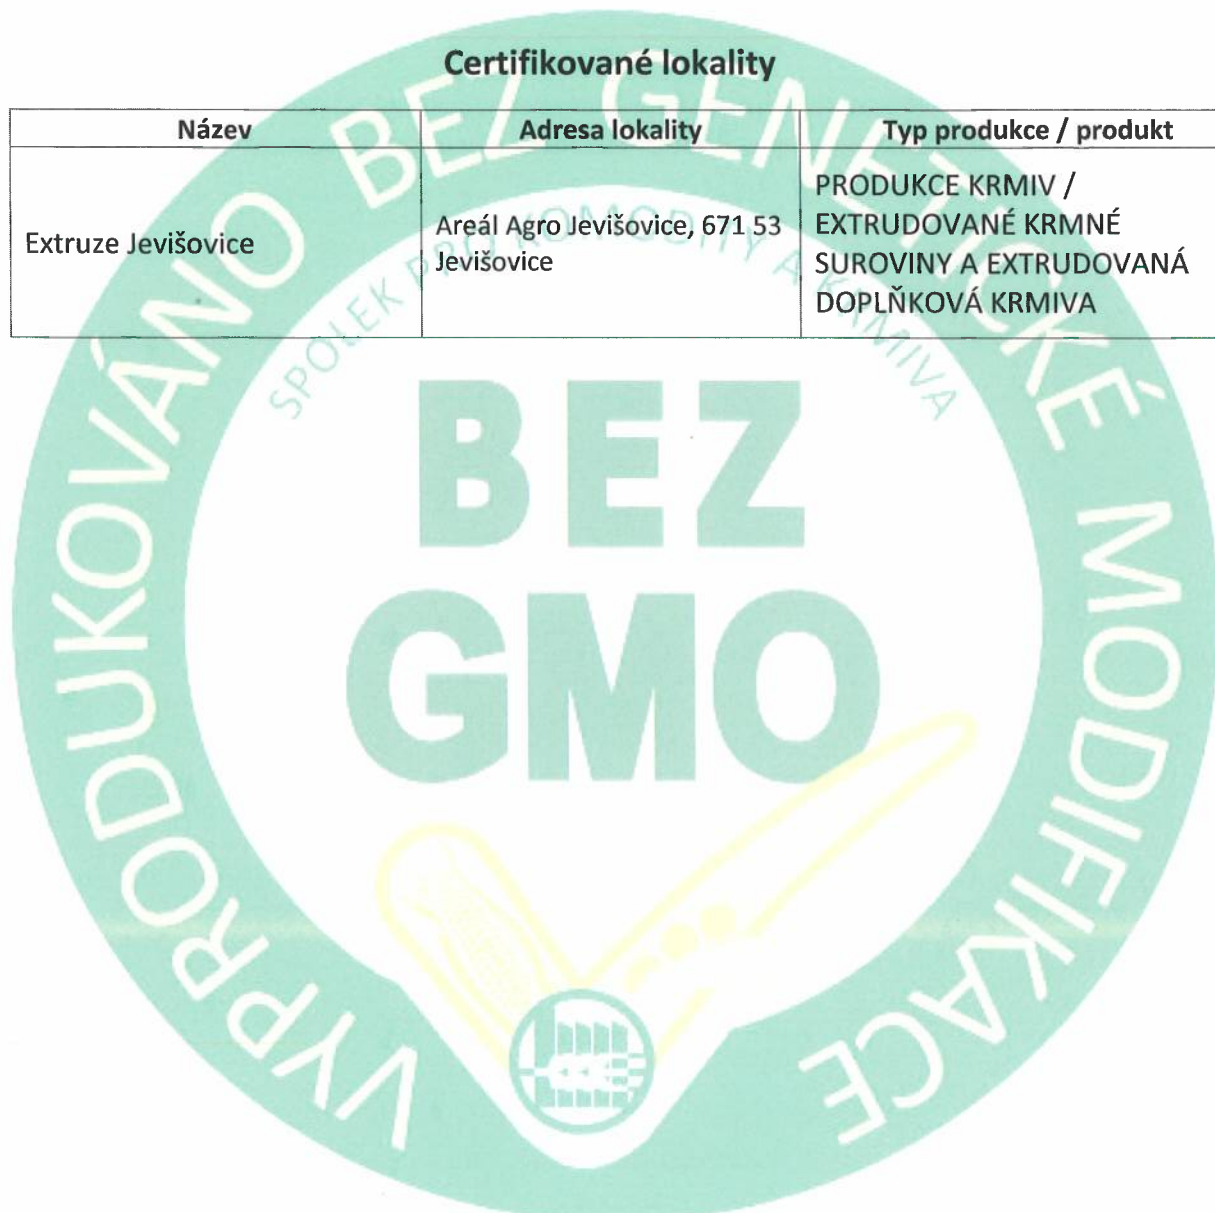 Certifikované lokality
Název
Adresa lokality
Typ produkce / produkt
Extruze Jevišovice
Areál Agro Jevišovice, 671 53
Jevišovice
PRODUKCE KRMIV /
EXTRUDOVANÉ KRMNÉ
SUROVINY A EXTRUDOVANÁ
DOPLŇKOVÁ KRMIVA
VYPRODUKOVÁNO BEZ GENETICKÉ MODIFIKACE
SPOLEK PRO KOMODITY A KRMIVA
BEZ
GMO